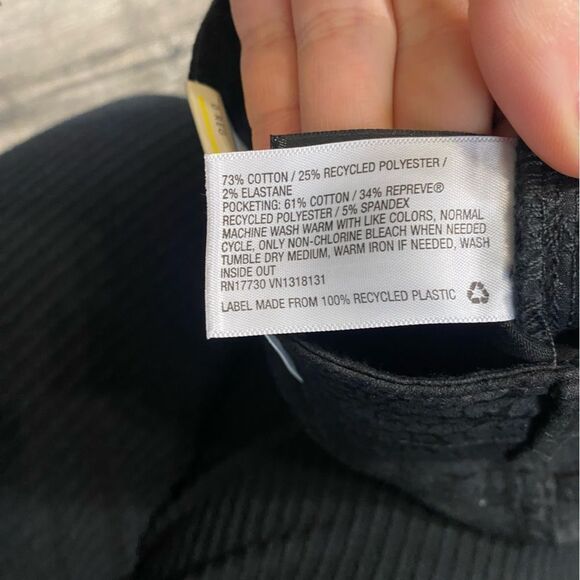 73% COTTON / 25% RECYCLED POLYESTER /
2% ELASTANE
POCKETING: 61% COTTON / 34% REPREVE®
RECYCLED POLYESTER / 5% SPANDEX
MACHINE WASH WARM WITH LIKE COLORS, NORMAL
CYCLE, ONLY NON-CHLORINE BLEACH WHEN NEEDED
TUMBLE DRY MEDIUM, WARM IRON IF NEEDED, WASH
INSIDE OUT
RN17730 VN1318131
LABEL MADE FROM 100% RECYCLED PLASTIC